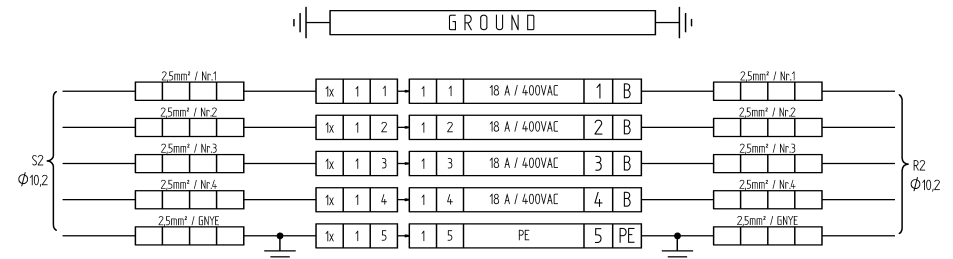 GROUND
2,5mm² / Nr.1 1x 1 1 1 1 18 A / 400VAC 1 B 2,5mm² / Nr.1
2,5mm² / Nr.2 1x 1 2 1 2 18 A / 400VAC 2 B 2,5mm² / Nr.2
2,5mm² / Nr.3 1x 1 3 1 3 18 A / 400VAC 3 B 2,5mm² / Nr.3
S2 R2
Φ10,2 Φ10,2
2,5mm² / Nr.4 1x 1 4 1 4 18 A / 400VAC 4 B 2,5mm² / Nr.4
2,5mm² / GNYE 1x 1 5 1 5 PE 5 PE 2,5mm² / GNYE